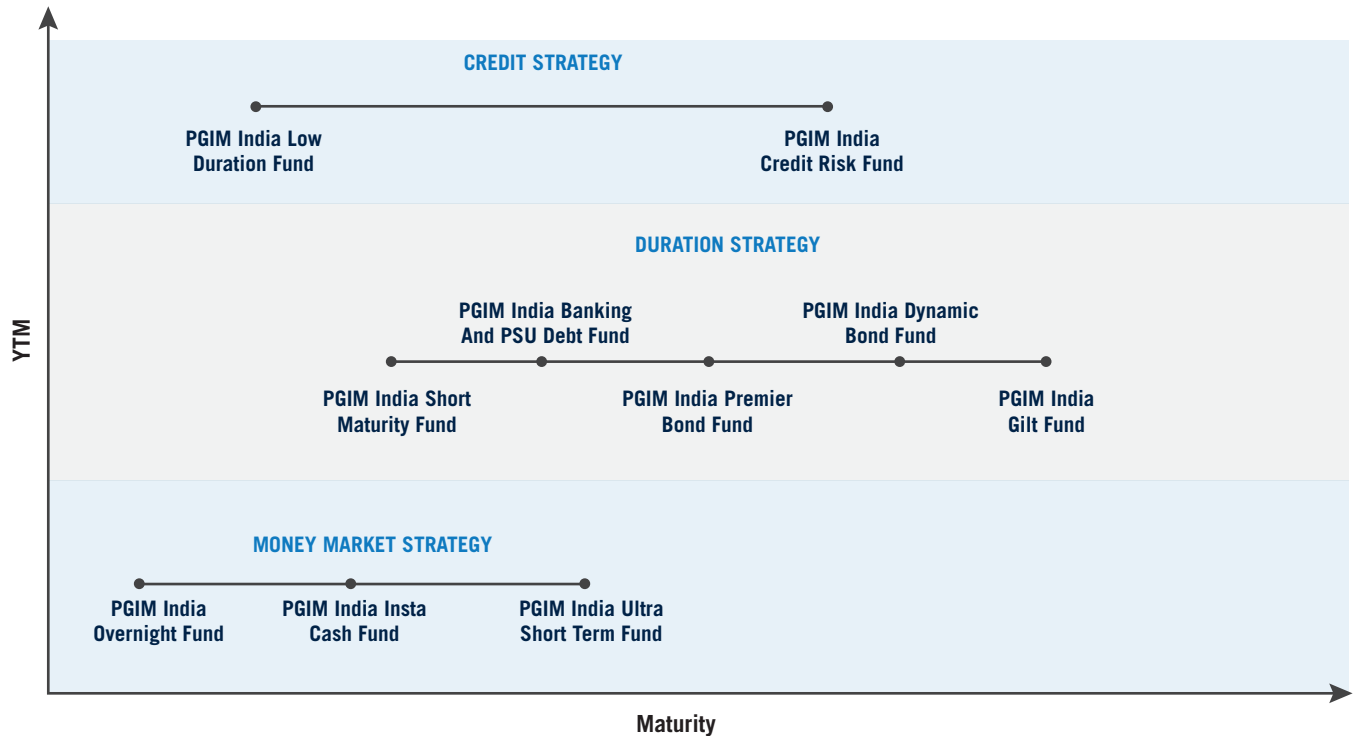 CREDIT STRATEGY
PGIM India Low
Duration Fund
PGIM India
Credit Risk Fund
DURATION STRATEGY
PGIM India Banking
And PSU Debt Fund
PGIM India Dynamic
Bond Fund
YTM
PGIM India Short
Maturity Fund
PGIM India Premier
Bond Fund
PGIM India
Gilt Fund
MONEY MARKET STRATEGY
PGIM India
Overnight Fund
PGIM India Insta
Cash Fund
PGIM India Ultra
Short Term Fund
Maturity